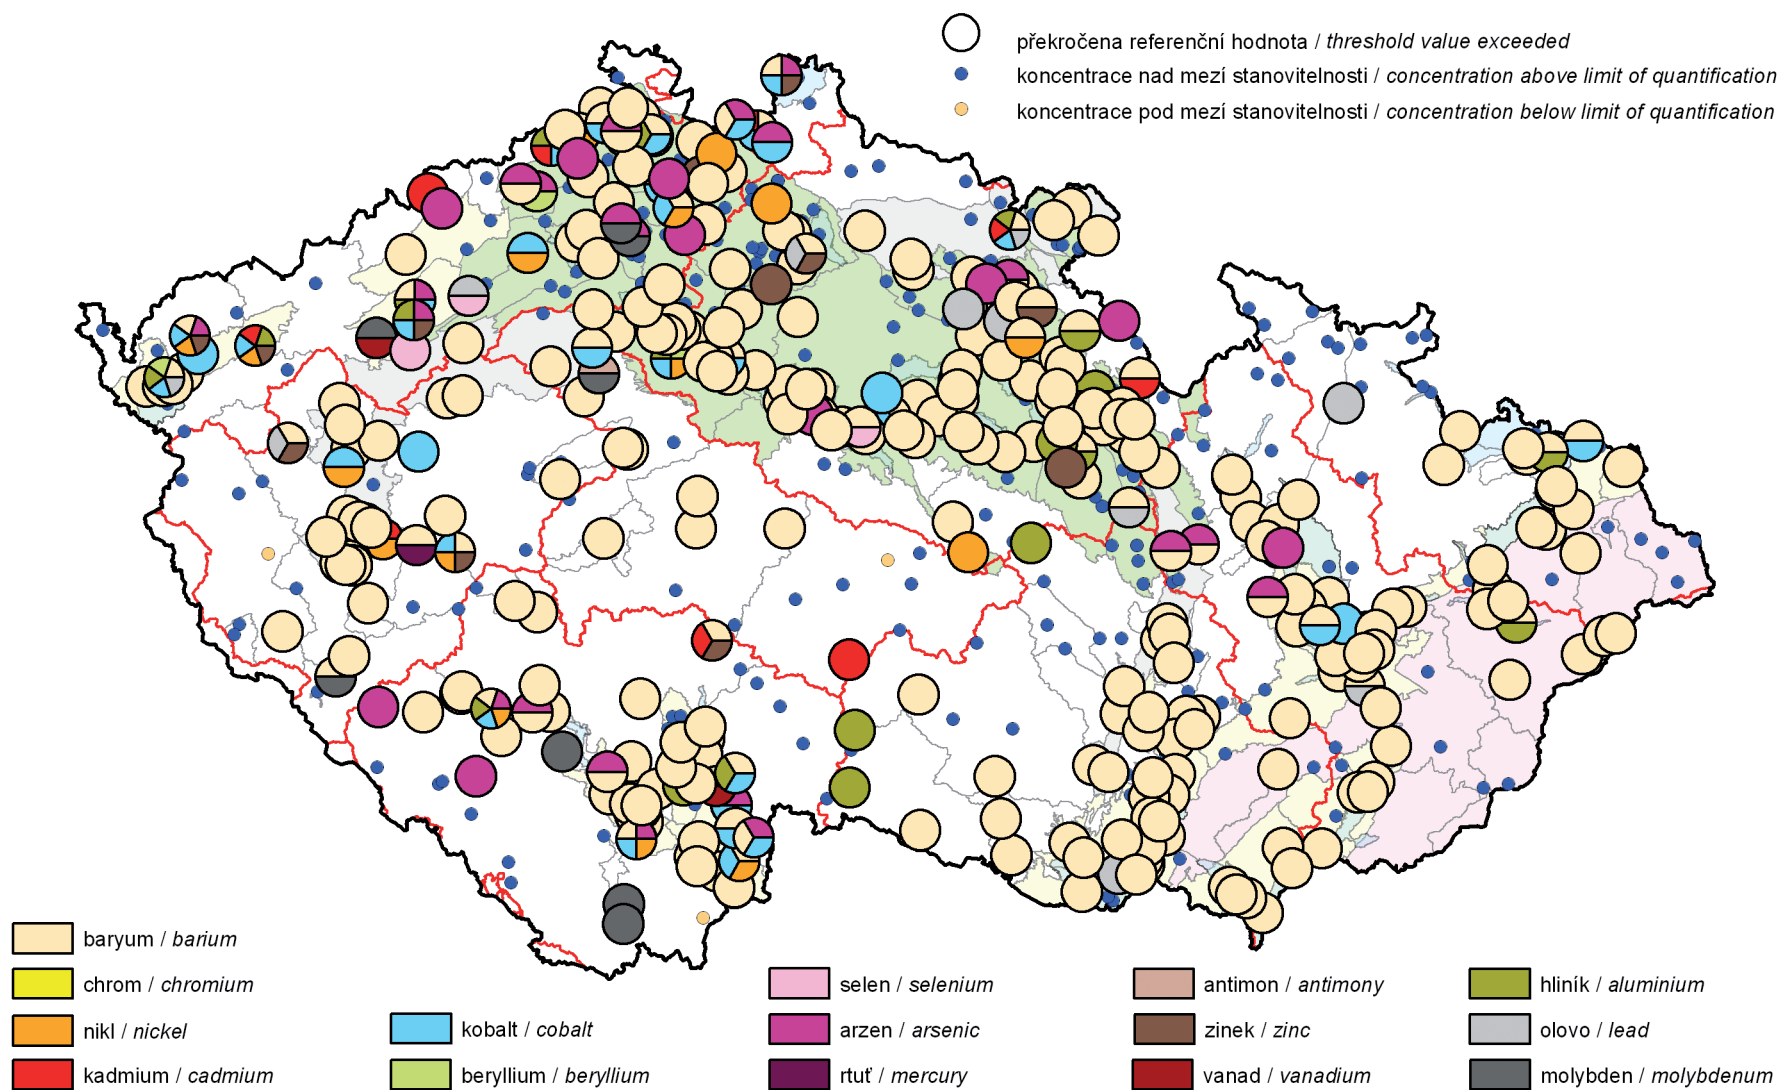 překročena referenční hodnota / threshold value exceeded
koncentrace nad mezí stanovitelnosti / concentration above limit of quantification
koncentrace pod mezí stanovitelnosti / concentration below limit of quantification
baryum / barium
chrom / chromium
nikl / nickel
kadmium / cadmium
kobalt / cobalt
beryllium / beryllium
selen / selenium
arzen / arsenic
rtuť / mercury
antimon / antimony
zinek / zinc
vanad / vanadium
hliník / aluminium
olovo / lead
molybden / molybdenum